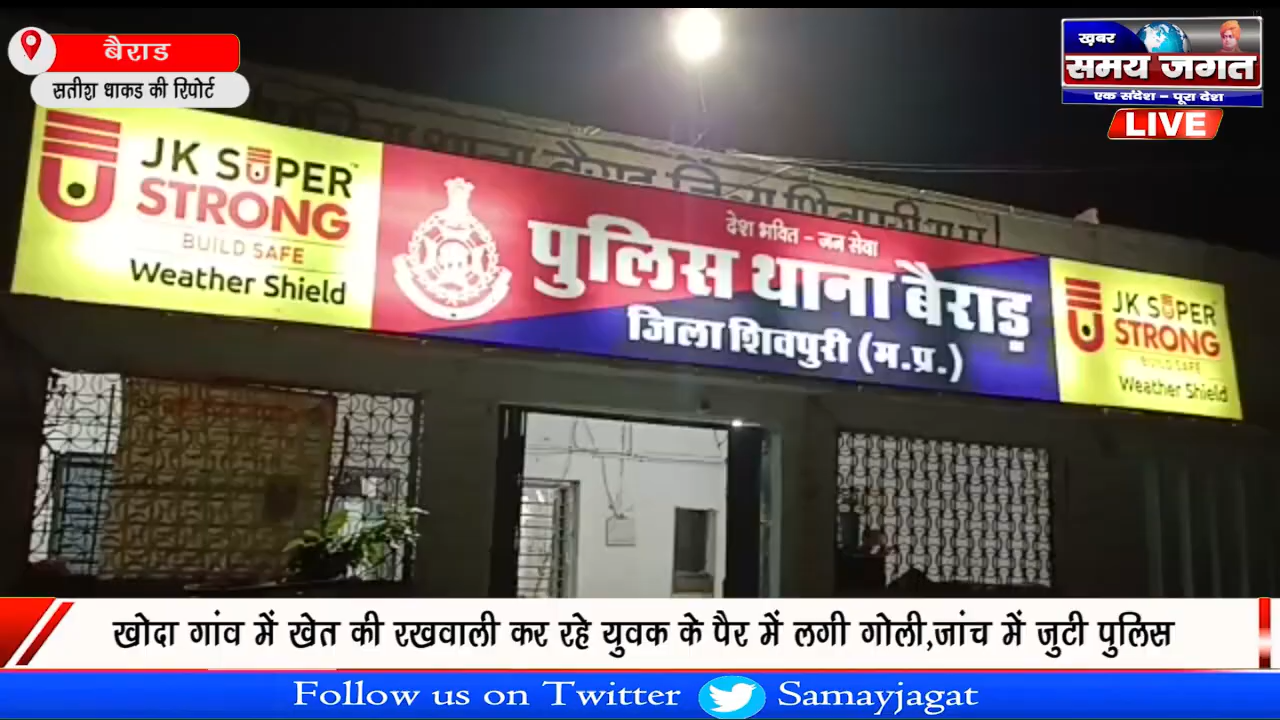 बैराड
सतीश धाकड की रिपोर्ट
ख़बर
समय जगत
एक संदेश – पूरा देश
LIVE
JK SUPER
STRONG
BUILD SAFE
Weather Shield
देश भक्ति - जन सेवा
पुलिस थाना बैराड़
जिला शिवपुरी (म.प्र.)
JK SUPER
STRONG
BUILD SAFE
Weather Shield
खोदा गांव में खेत की रखवाली कर रहे युवक के पैर में लगी गोली,जांच में जुटी पुलिस
Follow us on Twitter Samayjagat